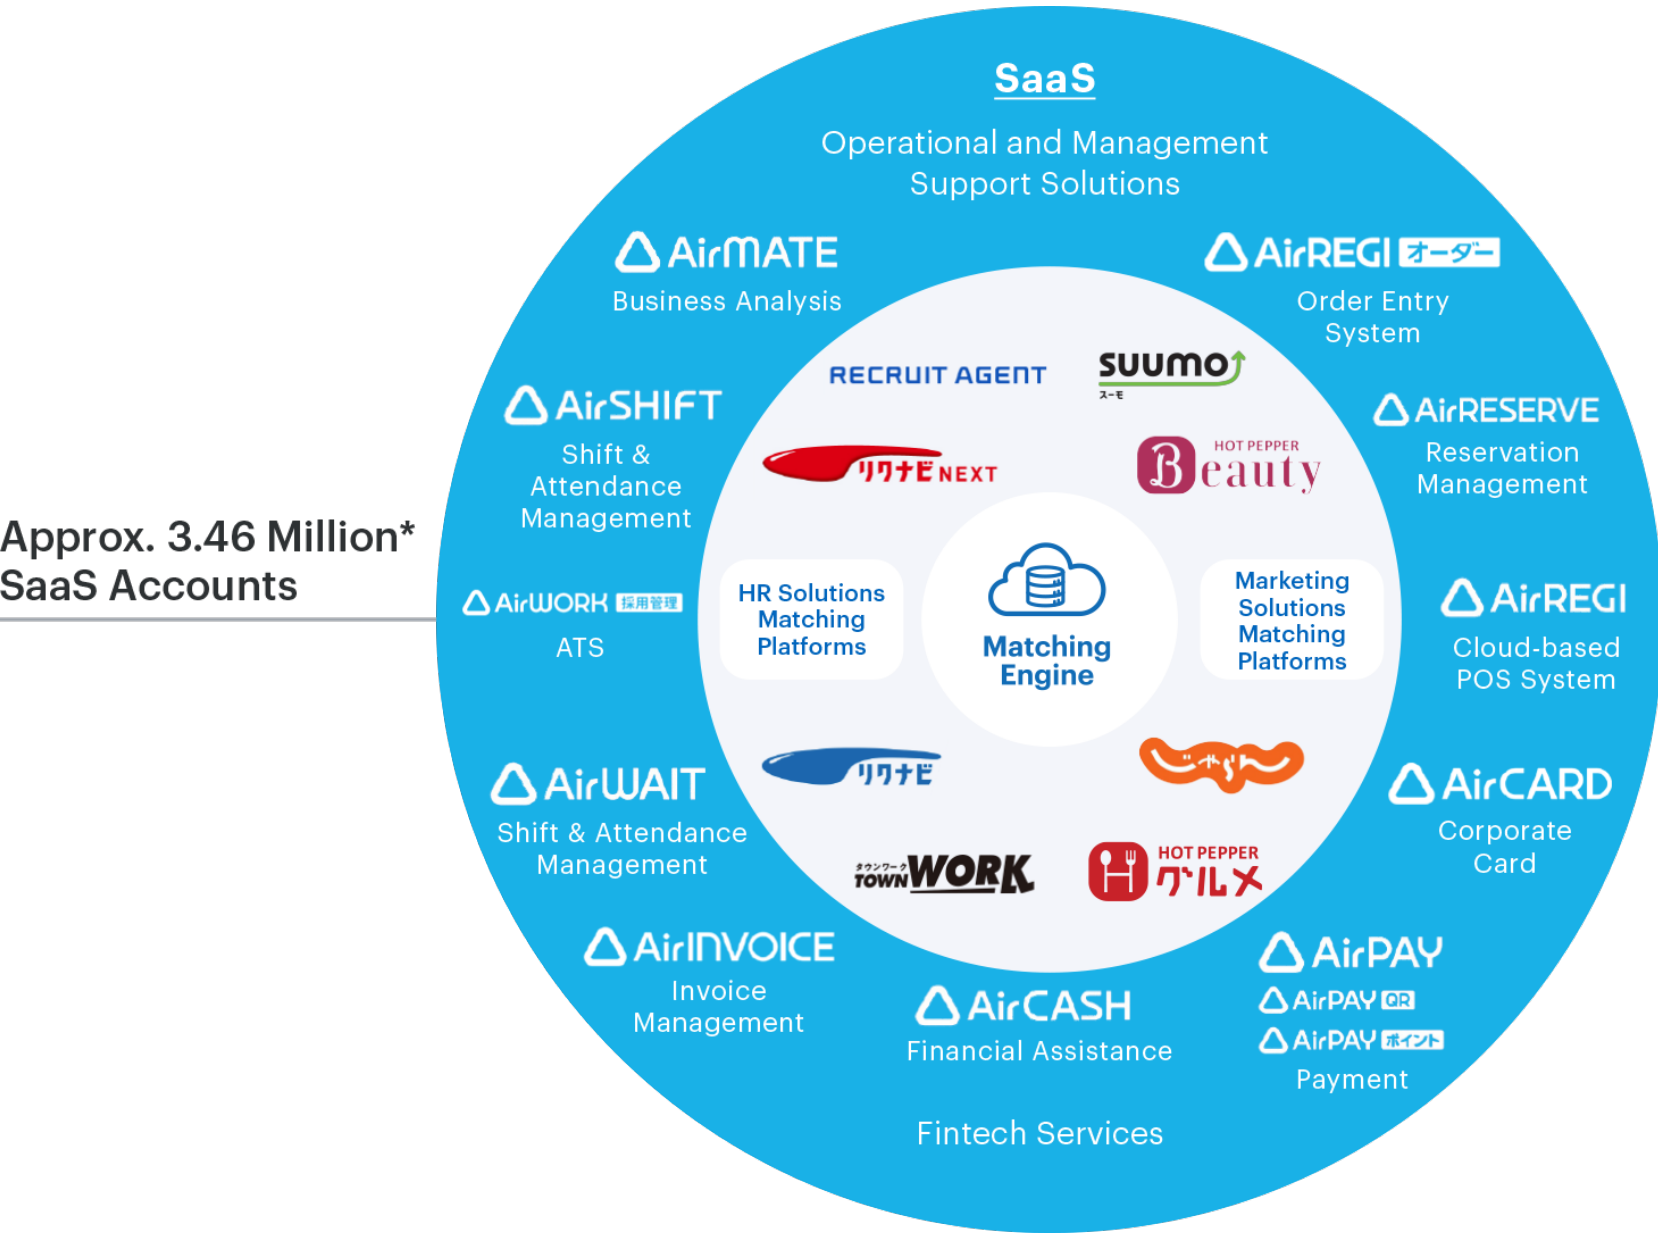 SaaS
Operational and Management
Support Solutions
AirMATE
Business Analysis
AirREGI オーダー
Order Entry
System
RECRUIT AGENT
SUUMO
スーモ
AirSHIFT
Shift &
Attendance
Management
AirRESERVE
Reservation
Management
リクナビNEXT
HOT PEPPER
Beauty
Approx. 3.46 Million*
SaaS Accounts
AirWORK 採用管理
ATS
HR Solutions
Matching
Platforms
Matching
Engine
Marketing
Solutions
Matching
Platforms
AirREGI
Cloud-based
POS System
リクナビ
じゃらん
AirWAIT
Shift & Attendance
Management
AirCARD
Corporate
Card
タウンワーク
TOWN WORK
HOT PEPPER
グルメ
AirINVOICE
Invoice
Management
AirCASH
Financial Assistance
AirPAY
AirPAY QR
AirPAY ポイント
Payment
Fintech Services